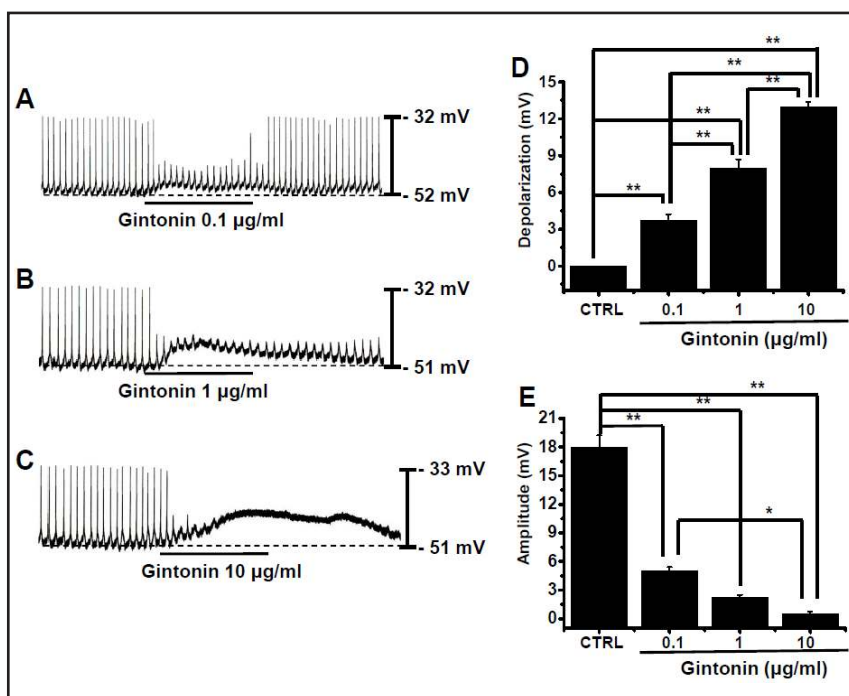 A
- 32 mV
- 52 mV
Gintonin 0.1 µg/ml
B
- 32 mV
- 51 mV
Gintonin 1 µg/ml
C
- 33 mV
- 51 mV
Gintonin 10 µg/ml
D
**
**
**
**
**
**
Depolarization (mV)
15
12
9
6
3
0
CTRL 0.1 1 10
Gintonin (µg/ml)
E
**
**
**
*
Amplitude (mV)
21
18
15
12
9
6
3
0
CTRL 0.1 1 10
Gintonin (µg/ml)